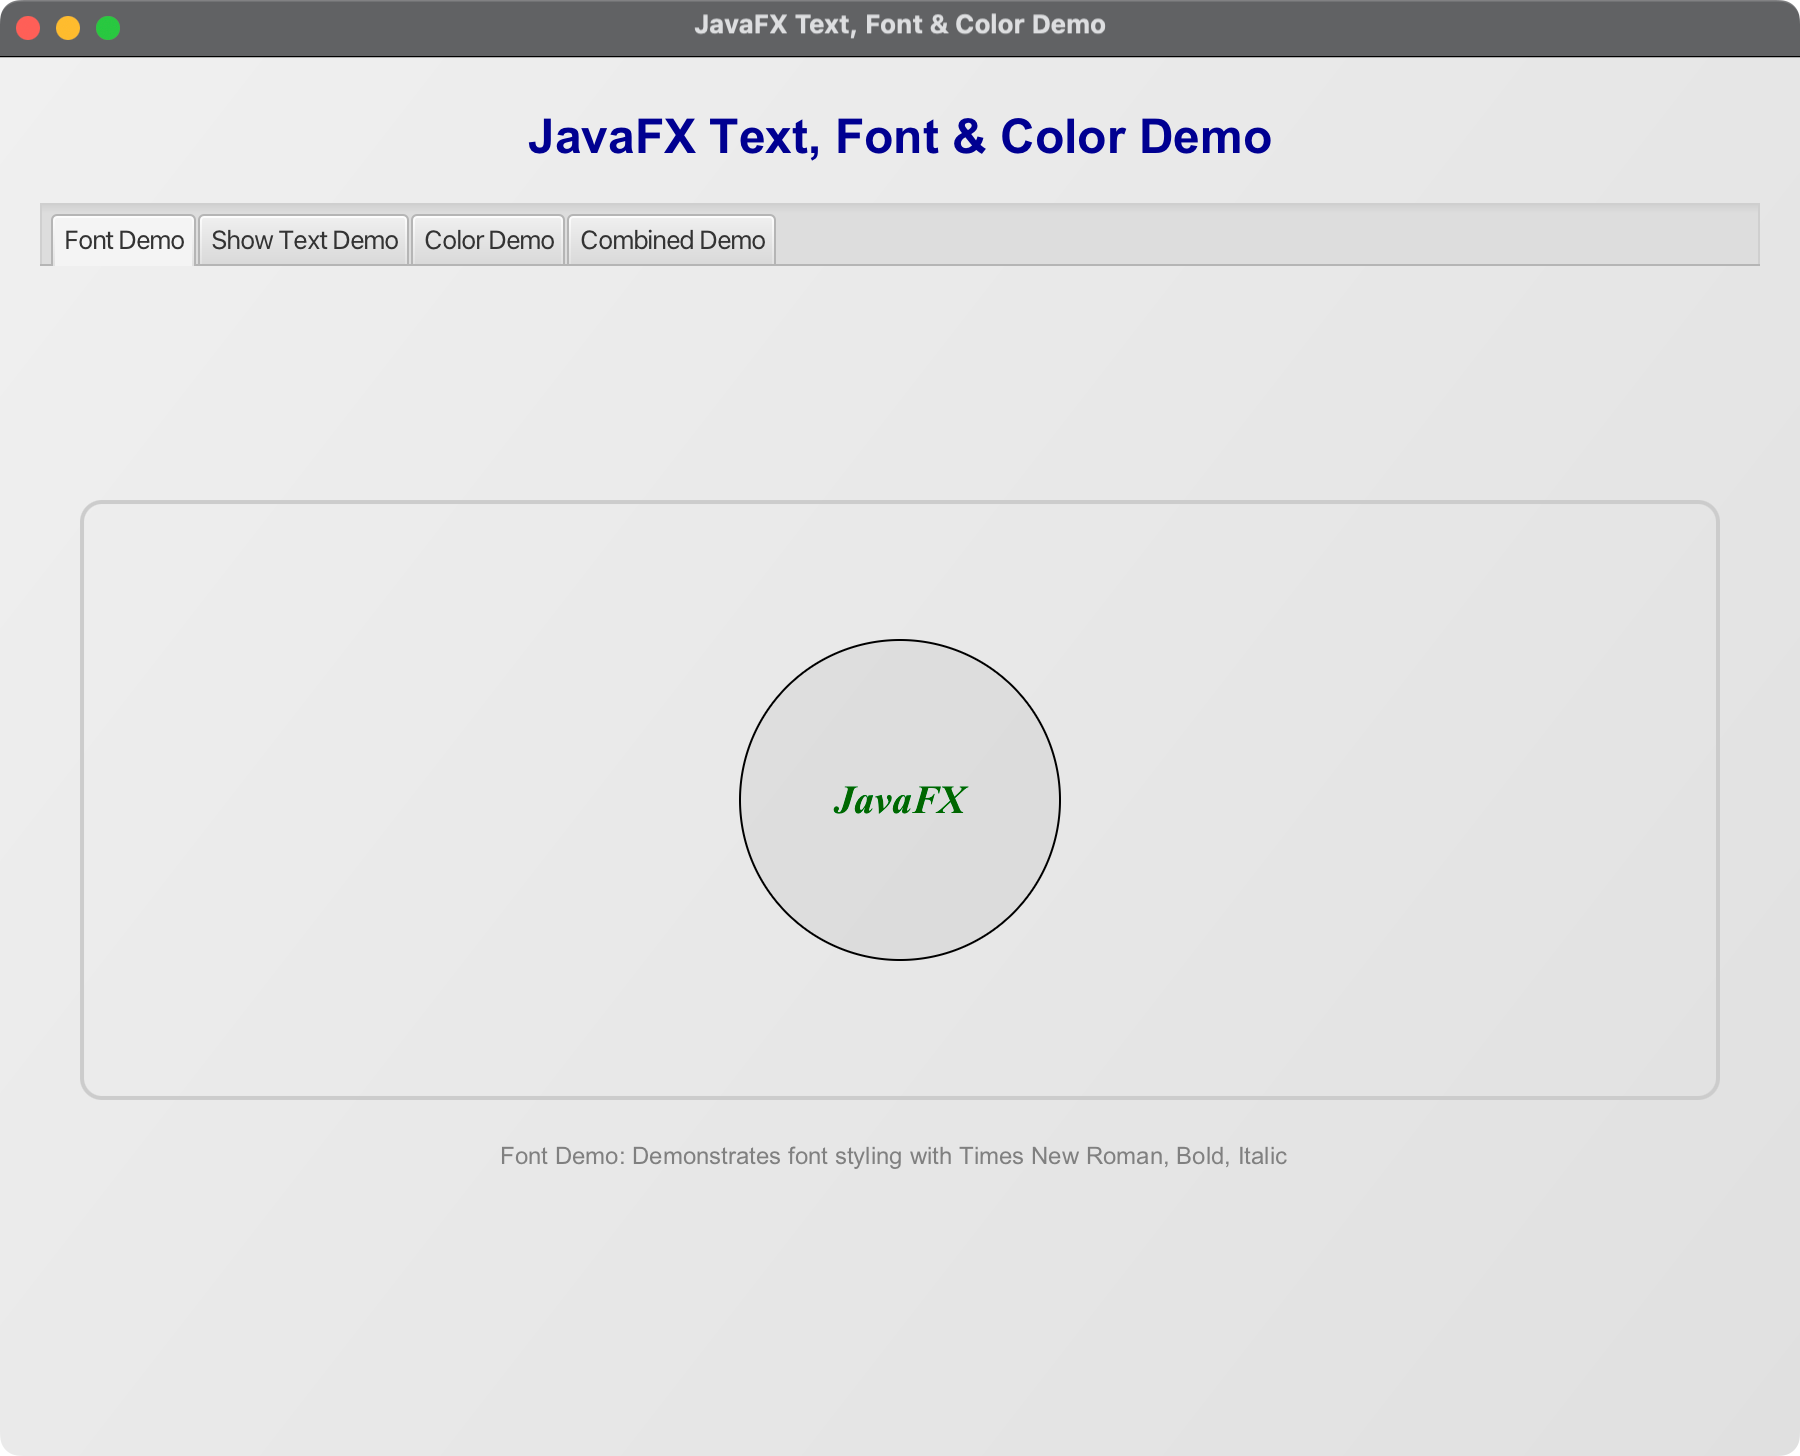 JavaFX Text, Font & Color Demo
JavaFX Text, Font & Color Demo
Font Demo Show Text Demo Color Demo Combined Demo
JavaFX
Font Demo: Demonstrates font styling with Times New Roman, Bold, Italic